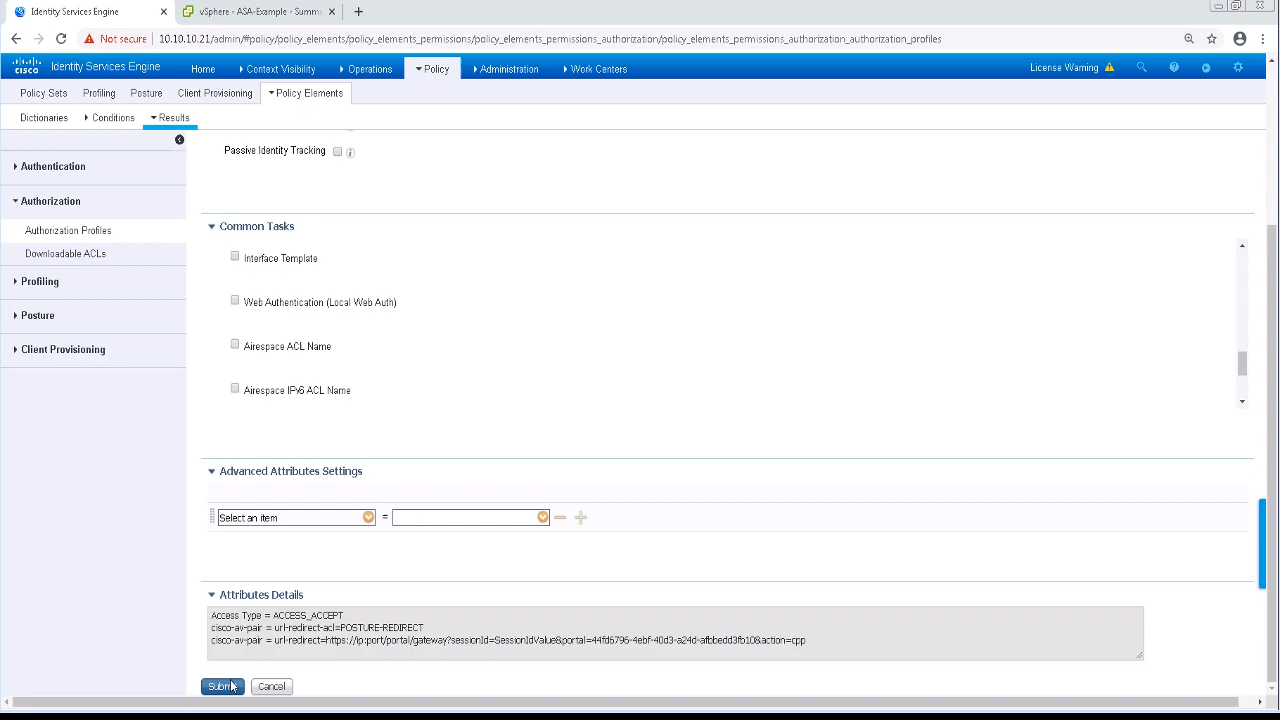 Identity Services Engine
vSphere - ASA-Example - Summ
Not secure
10.10.10.21/admin/#policy/policy_elements/policy_elements_permissions/policy_elements_permissions_authorization/policy_elements_permissions_authorization_authorization_profiles
CISCO Identity Services Engine
Home
Context Visibility
Operations
Policy
Administration
Work Centers
License Warning
Policy Sets
Profiling
Posture
Client Provisioning
Policy Elements
Dictionaries
Conditions
Results
Authentication
Authorization
Authorization Profiles
Downloadable ACLs
Profiling
Posture
Client Provisioning
Passive Identity Tracking
Common Tasks
Interface Template
Web Authentication (Local Web Auth)
Airespace ACL Name
Airespace IPv6 ACL Name
Advanced Attributes Settings
Select an item =
Attributes Details
Access Type = ACCESS_ACCEPT
cisco-av-pair = url-redirect-acl=POSTURE-REDIRECT
cisco-av-pair = url-redirect=https://ip:port/portal/gateway?sessionId=SessionIdValue&portal=44fd6796-4ebf-40d3-a24d-afbbedd3fb10&action=cpp
Submit
Cancel